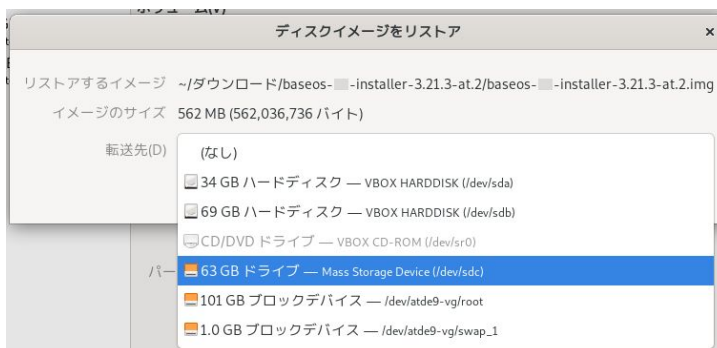 ボリューム(V)
ディスクイメージをリストア ×
リストアするイメージ ~/ダウンロード/baseos- -installer-3.21.3-at.2/baseos- -installer-3.21.3-at.2.img
イメージのサイズ 562 MB (562,036,736 バイト)
転送先(D) (なし)
34 GB ハードディスク — VBOX HARDDISK (/dev/sda)
69 GB ハードディスク — VBOX HARDDISK (/dev/sdb)
CD/DVD ドライブ — VBOX CD-ROM (/dev/sr0)
パー 63 GB ドライブ — Mass Storage Device (/dev/sdc)
101 GB ブロックデバイス — /dev/atde9-vg/root
1.0 GB ブロックデバイス — /dev/atde9-vg/swap_1